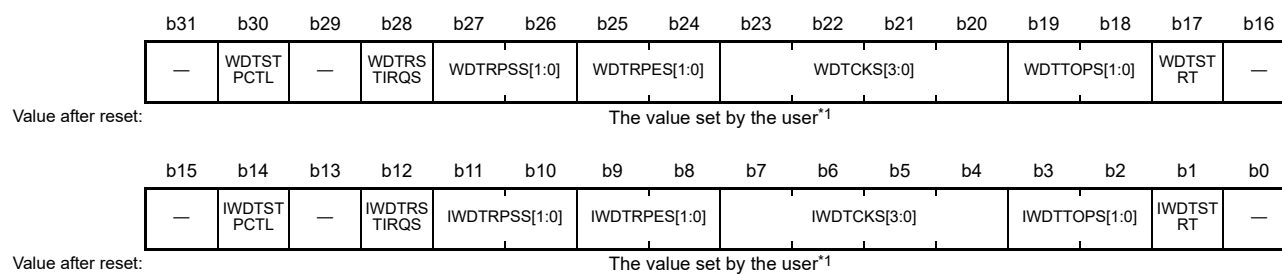 b31 b30 b29 b28 b27 b26 b25 b24 b23 b22 b21 b20 b19 b18 b17 b16
— WDTST PCTL — WDTRS TIRQS WDTRPSS[1:0] WDTRPES[1:0] WDTCKS[3:0] WDTTOPS[1:0] WDTST RT —
Value after reset: The value set by the user*1
b15 b14 b13 b12 b11 b10 b9 b8 b7 b6 b5 b4 b3 b2 b1 b0
— IWDTST PCTL — IWDTRS TIRQS IWDTRPSS[1:0] IWDTRPES[1:0] IWDTCKS[3:0] IWDTTOPS[1:0] IWDTST RT —
Value after reset: The value set by the user*1